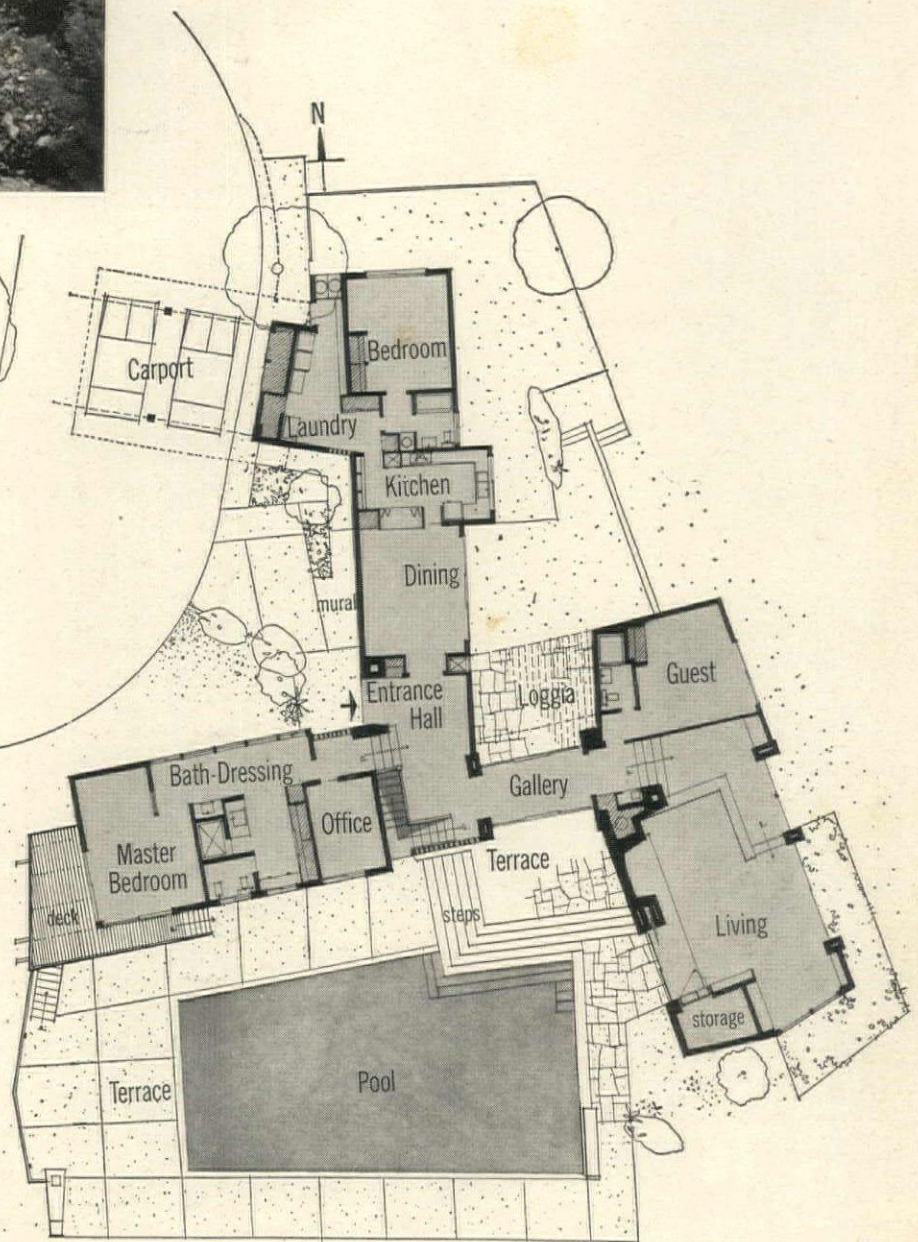 N
Carport
Bedroom
Laundry
Kitchen
Dining
mural
Entrance
Hall
Loggia
Guest
Gallery
Bath-Dressing
Office
Master
Bedroom
deck
Terrace
steps
Living
storage
Pool
Terrace